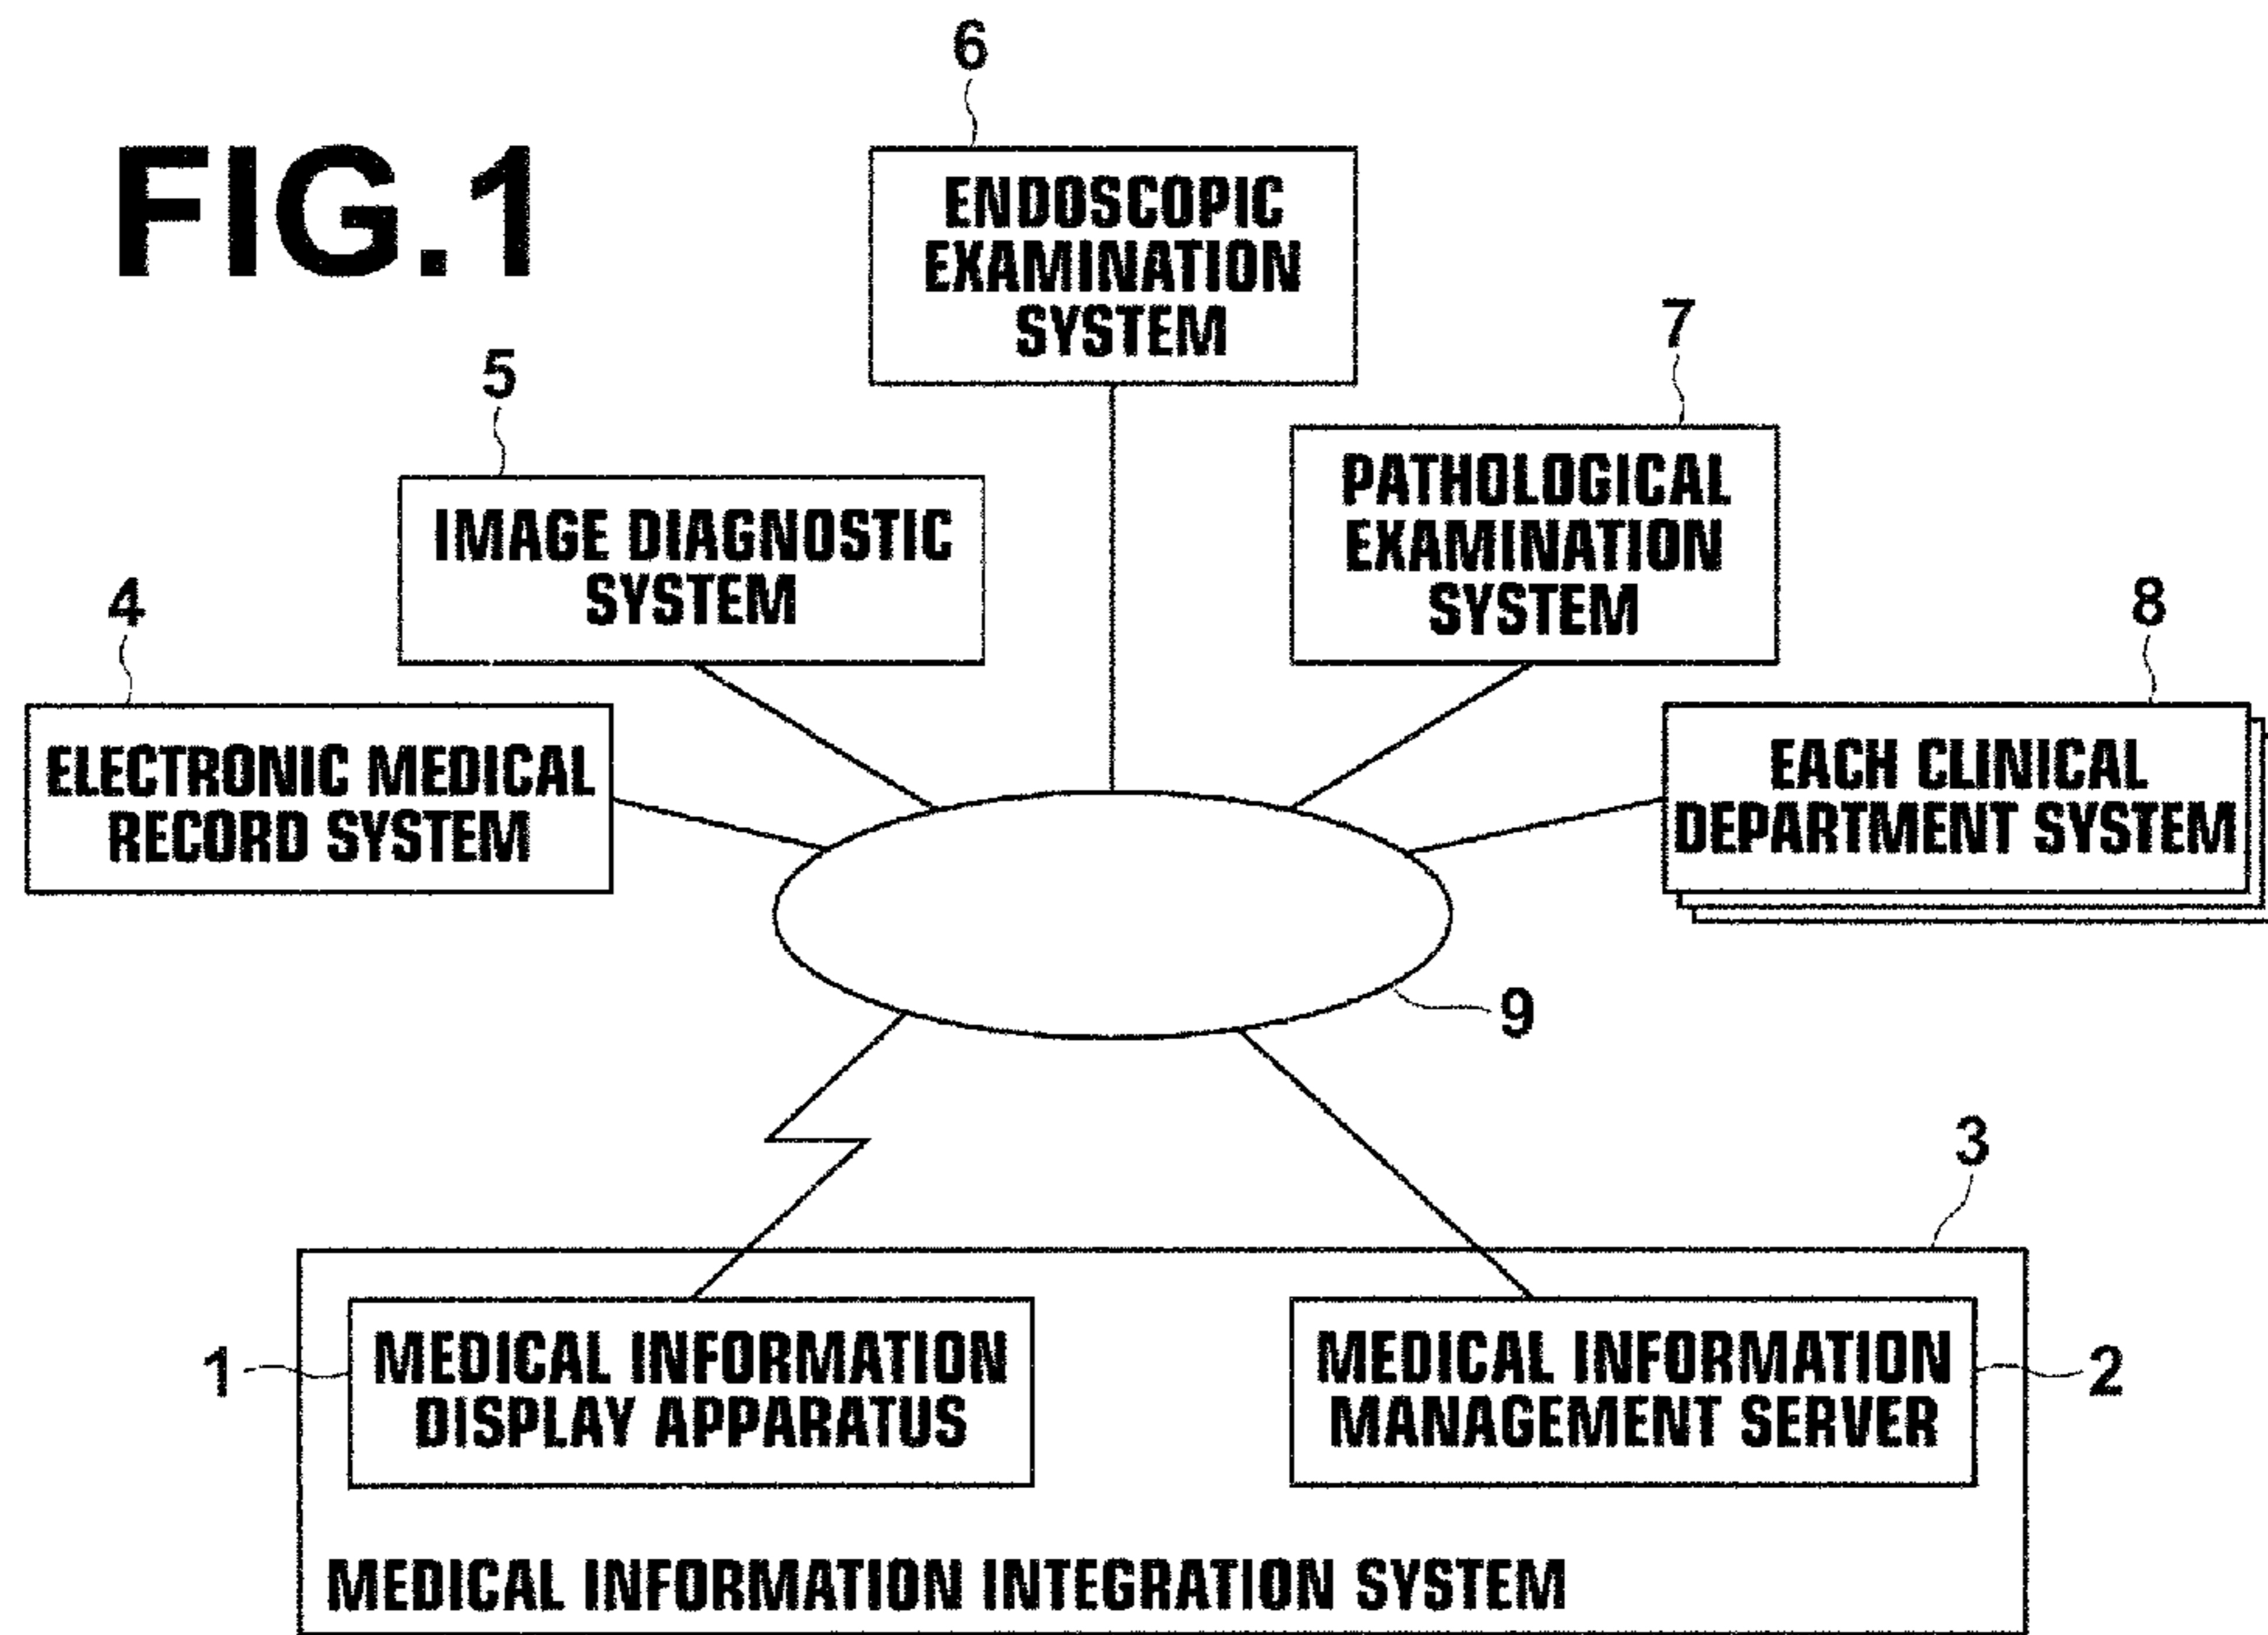 FIG.1
6
ENDOSCOPIC
EXAMINATION
SYSTEM
5
IMAGE DIAGNOSTIC
SYSTEM
7
PATHOLOGICAL
EXAMINATION
SYSTEM
4
ELECTRONIC MEDICAL
RECORD SYSTEM
8
EACH CLINICAL
DEPARTMENT SYSTEM
9
3
1
MEDICAL INFORMATION
DISPLAY APPARATUS
MEDICAL INFORMATION
MANAGEMENT SERVER
2
MEDICAL INFORMATION INTEGRATION SYSTEM